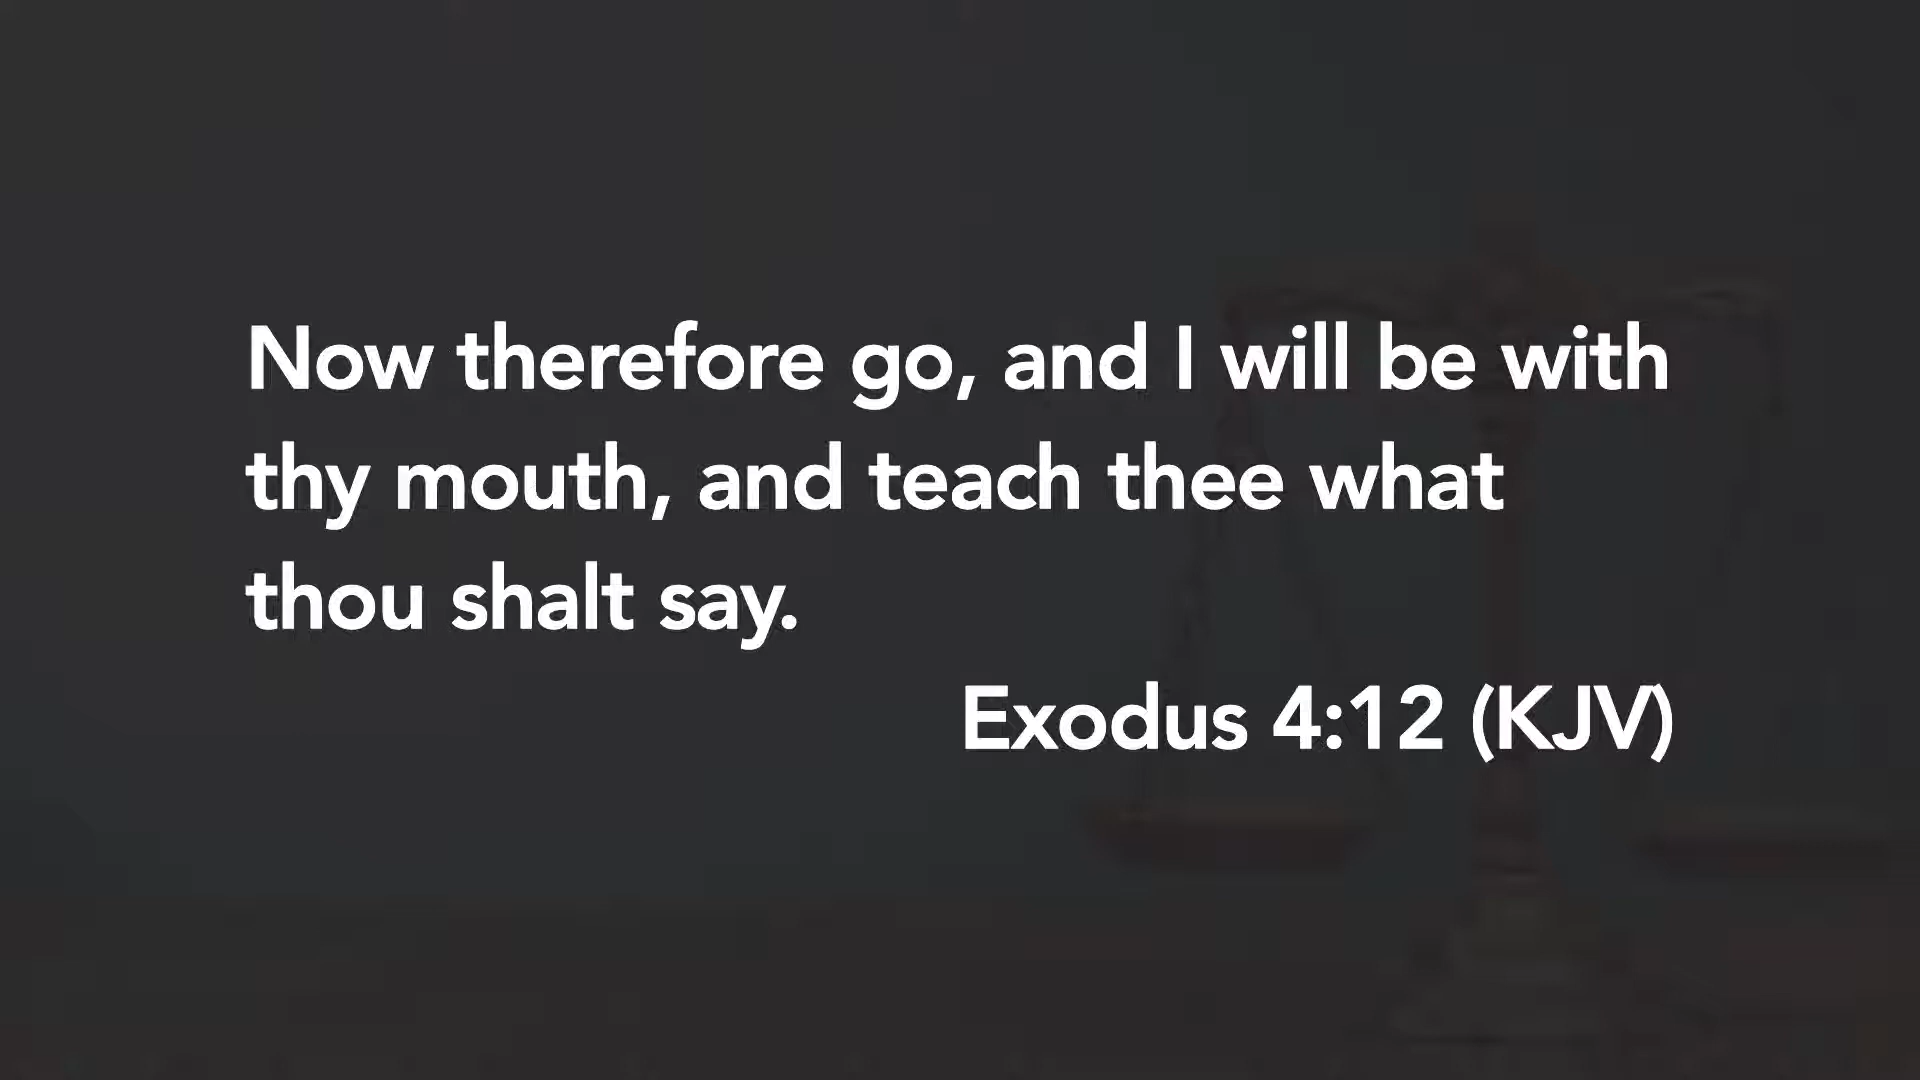 Now therefore go, and I will be with
thy mouth, and teach thee what
thou shalt say.
Exodus 4:12 (KJV)